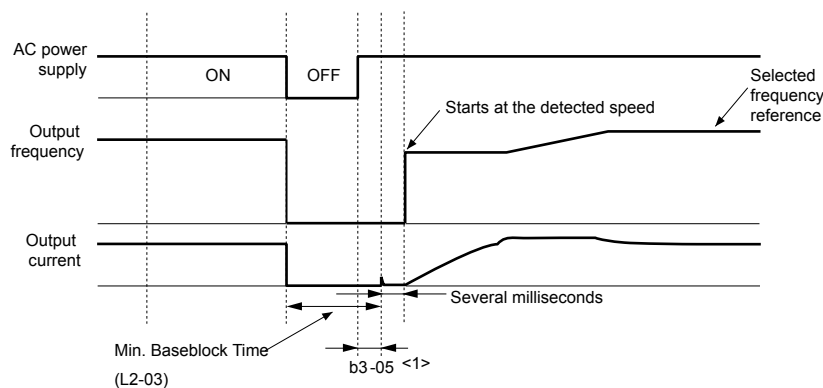 AC power
supply
ON
OFF
Selected
frequency
reference
Starts at the detected speed
Output
frequency
Output
current
Several milliseconds
Min. Baseblock Time
(L2-03)
b3-05 <1>